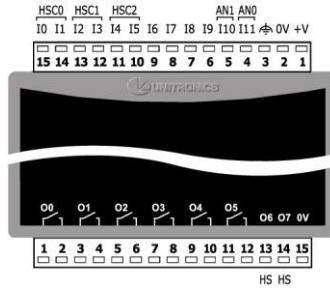 HSC0 HSC1 HSC2 AN1 AN0
I0 I1 I2 I3 I4 I5 I6 I7 I8 I9 I10 I11 0V +V
15 14 13 12 11 10 9 8 7 6 5 4 3 2 1
UNITRONICS
O0 O1 O2 O3 O4 O5
O6 O7 0V
1 2 3 4 5 6 7 8 9 10 11 12 13 14 15
HS HS